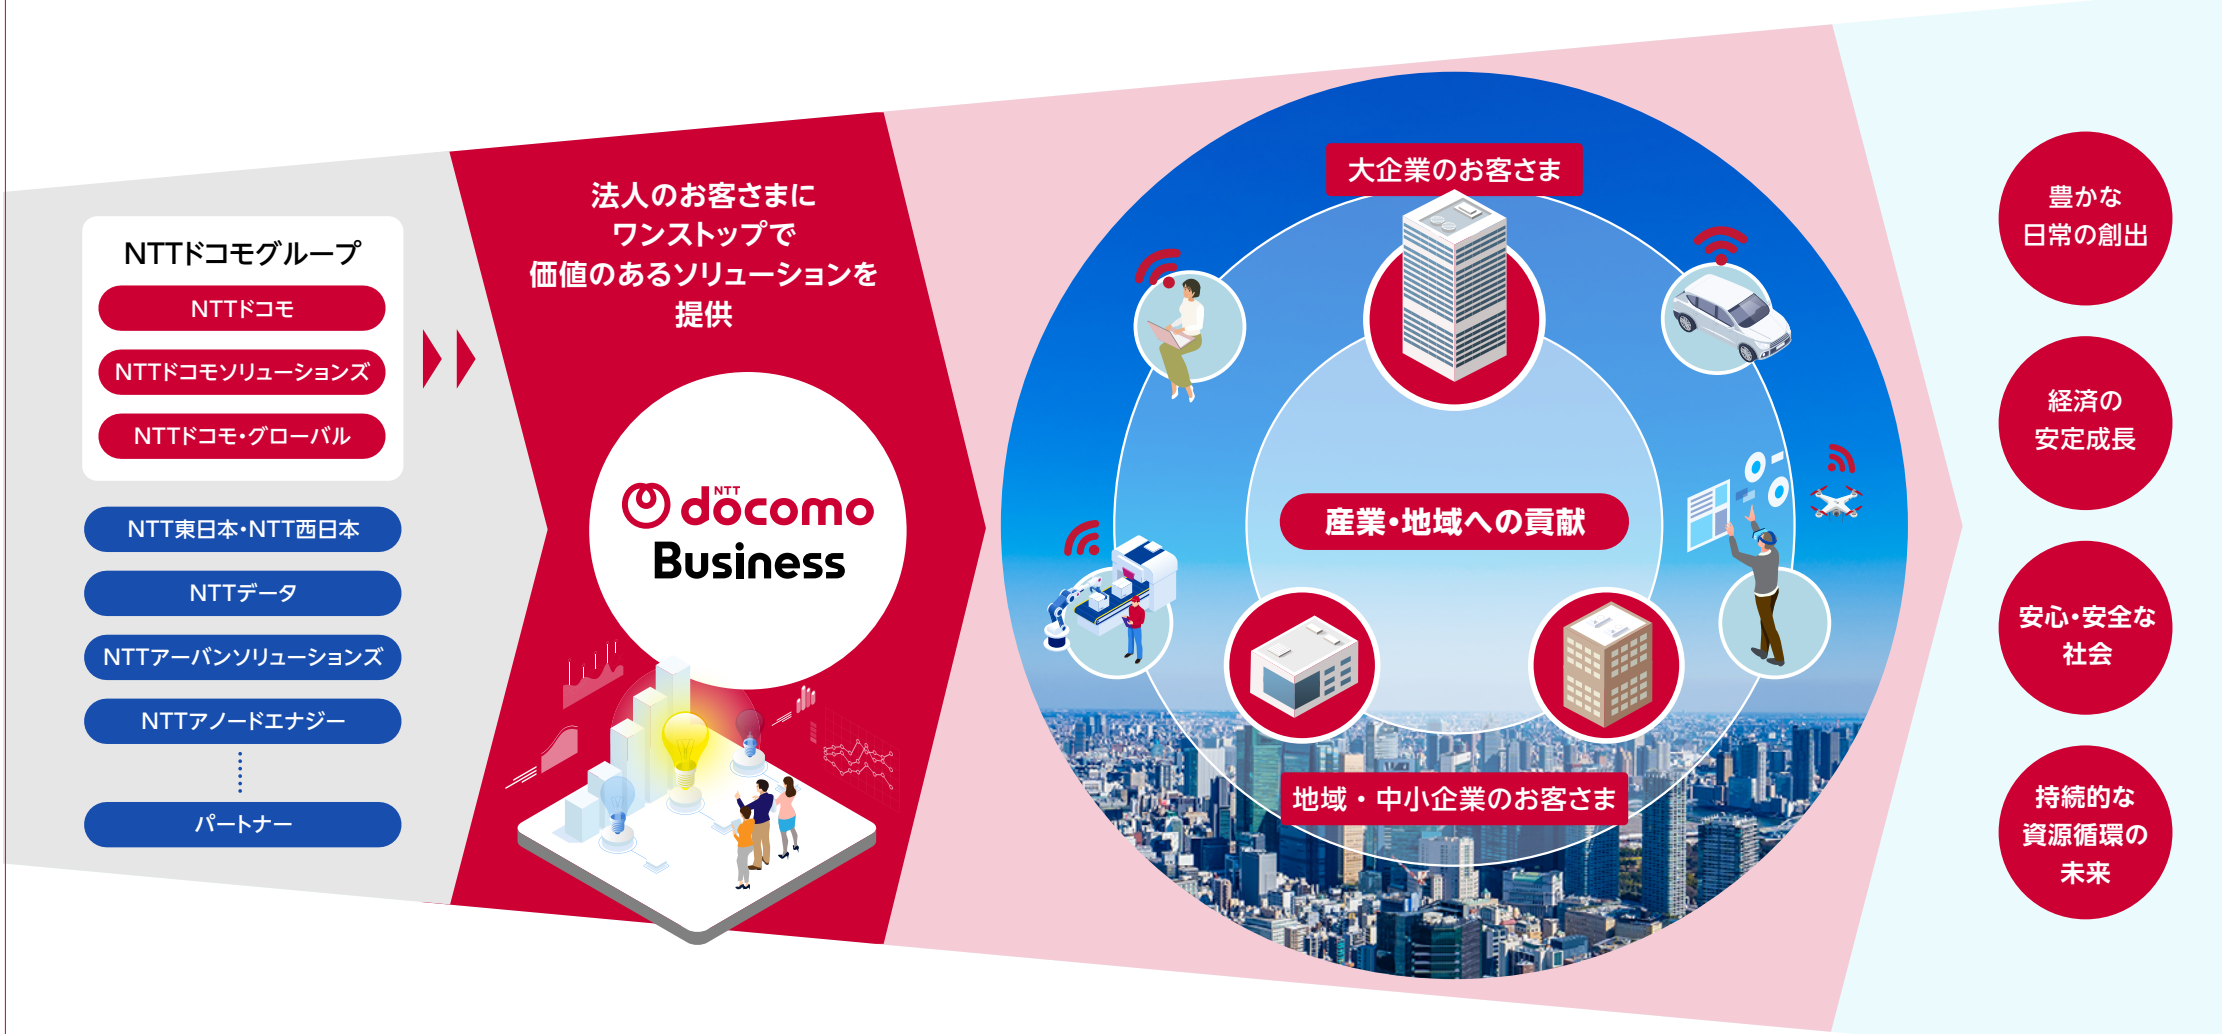 NTTドコモグループ
NTTドコモ
NTTドコモソリューションズ
NTTドコモ・グローバル
NTT東日本・NTT西日本
NTTデータ
NTTアーバンソリューションズ
NTTアノードエナジー
パートナー
法人のお客さまに
ワンストップで
価値のあるソリューションを
提供
NTT
docomo
Business
大企業のお客さま
産業・地域への貢献
地域・中小企業のお客さま
豊かな
日常の創出
経済の
安定成長
安心・安全な
社会
持続的な
資源循環の
未来